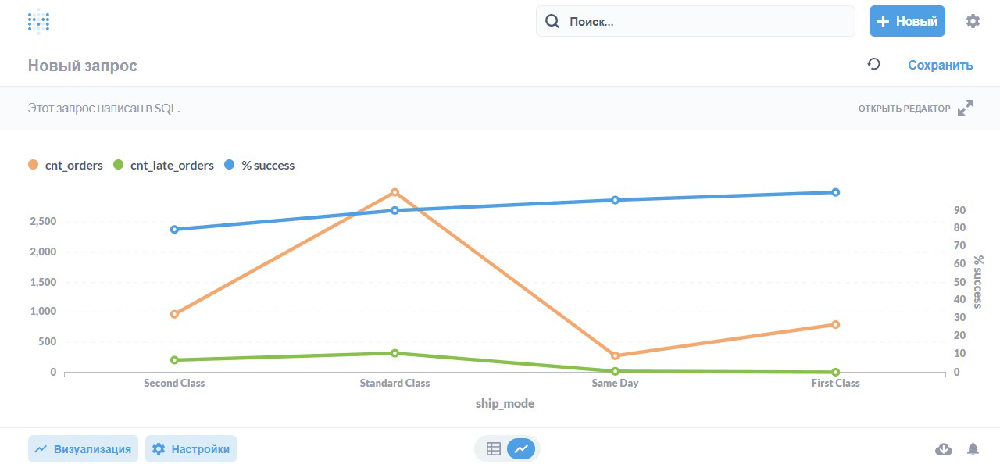 Поиск...
Новый
Новый запрос
Сохранить
Этот запрос написан в SQL.
ОТКРЫТЬ РЕДАКТОР
cnt_orders cnt_late_orders % success
2,500
2,000
1,500
1,000
500
0
90
80
70
60
50
40
30
20
10
0
% success
Second Class Standard Class Same Day First Class
ship_mode
Визуализация
Настройки